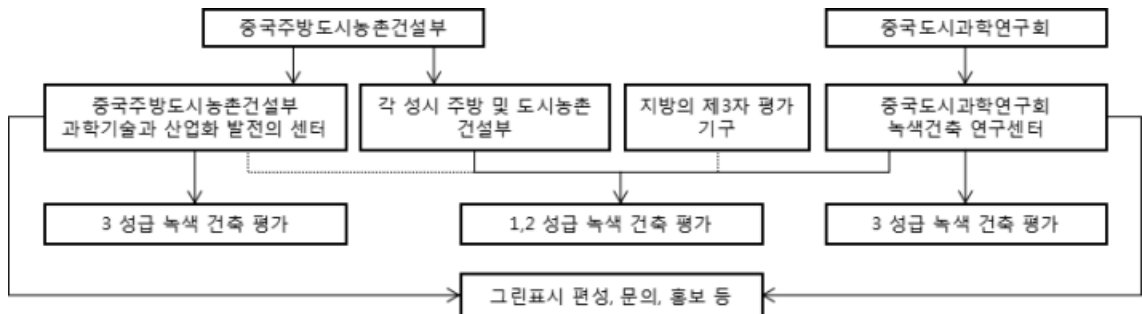 중국주방도시농촌건설부
중국도시과학연구회
중국주방도시농촌건설부
과학기술과 산업화 발전의 센터
각 성시 주방 및 도시농촌
건설부
지방의 제3자 평가
기구
중국도시과학연구회
녹색건축 연구센터
3 성급 녹색 건축 평가
1,2 성급 녹색 건축 평가
3 성급 녹색 건축 평가
그린표시 편성, 문의, 홍보 등